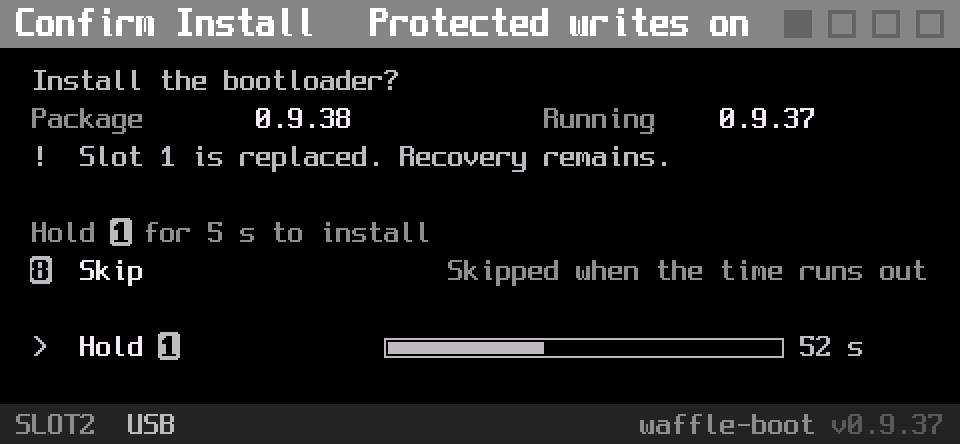 Confirm Install Protected writes on
Install the bootloader?
Package 0.9.38 Running 0.9.37
! Slot 1 is replaced. Recovery remains.
Hold 1 for 5 s to install
Skip Skipped when the time runs out
> Hold 1 52 s
SLOT2 USB waffle-boot v0.9.37